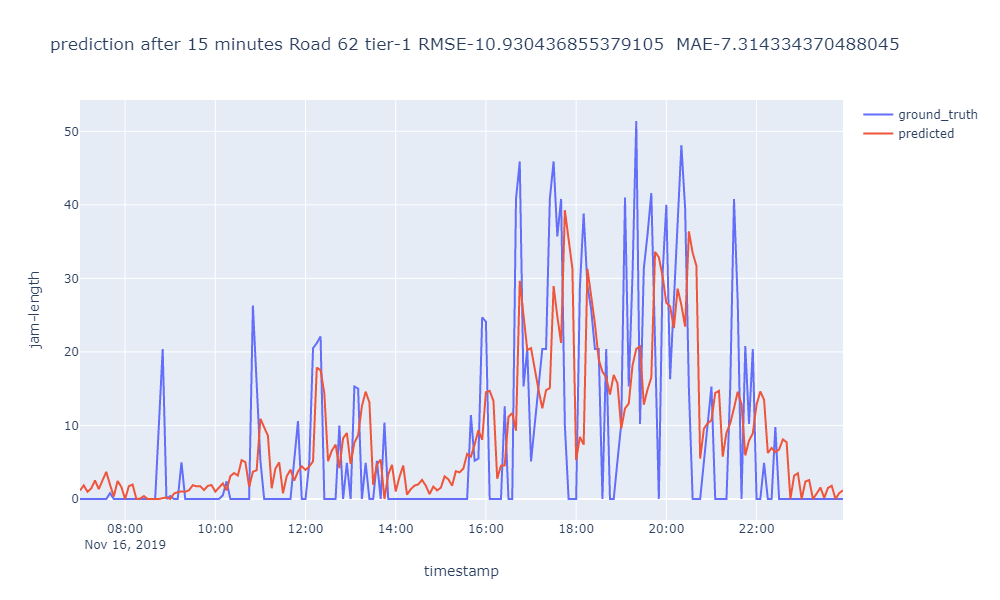 prediction after 15 minutes Road 62 tier-1 RMSE-10.930436855379105  MAE-7.314334370488045
ground_truth
predicted
50
40
30
20
10
0
jam-length
08:00 10:00 12:00 14:00 16:00 18:00 20:00 22:00
Nov 16, 2019
timestamp